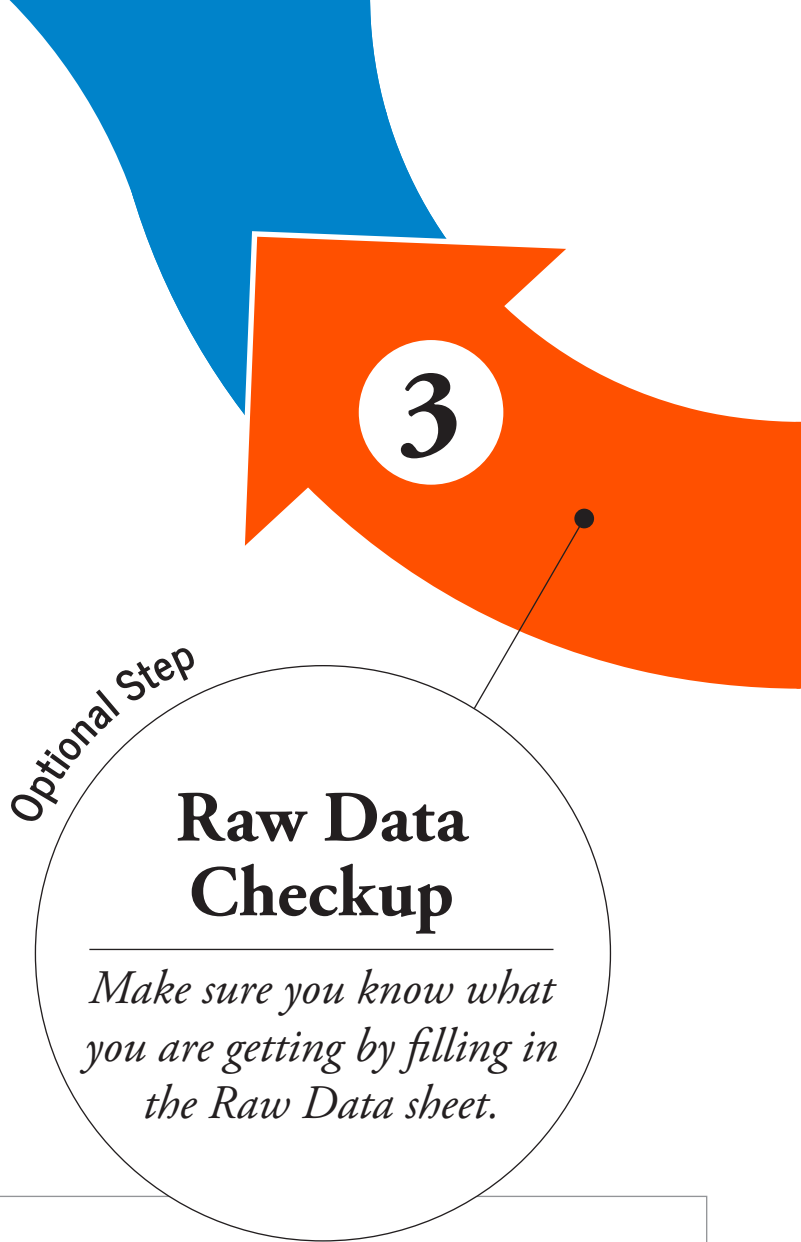 3
Optional Step
Raw Data
Checkup
Make sure you know what
you are getting by filling in
the Raw Data sheet.